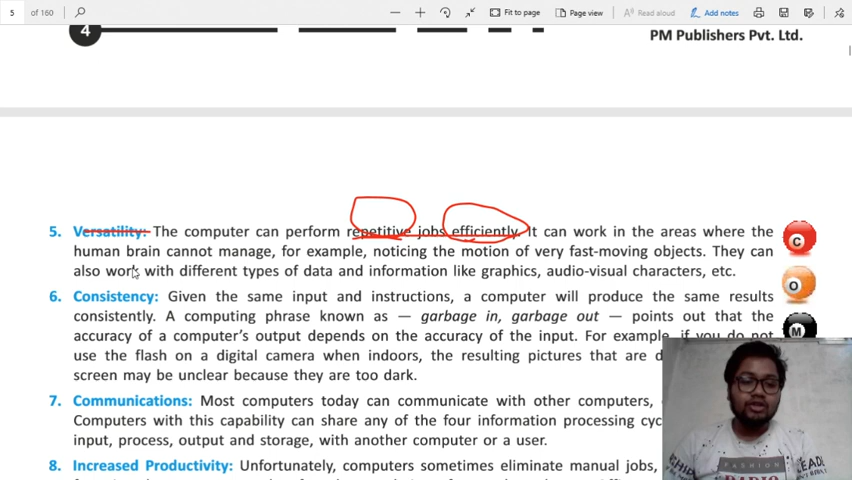 5 of 160
Fit to page
Page view
Read aloud
Add notes
4
PM Publishers Pvt. Ltd.
5. Versatility: The computer can perform repetitive jobs efficiently. It can work in the areas where the
human brain cannot manage, for example, noticing the motion of very fast-moving objects. They can
also work with different types of data and information like graphics, audio-visual characters, etc.
6. Consistency: Given the same input and instructions, a computer will produce the same results
consistently. A computing phrase known as — garbage in, garbage out — points out that the
accuracy of a computer's output depends on the accuracy of the input. For example, if you do not
use the flash on a digital camera when indoors, the resulting pictures that are
screen may be unclear because they are too dark.
7. Communications: Most computers today can communicate with other computers,
Computers with this capability can share any of the four information processing
input, process, output and storage, with another computer or a user.
8. Increased Productivity: Unfortunately, computers sometimes eliminate manual jobs,
C
O
M
FASHION
RADIO